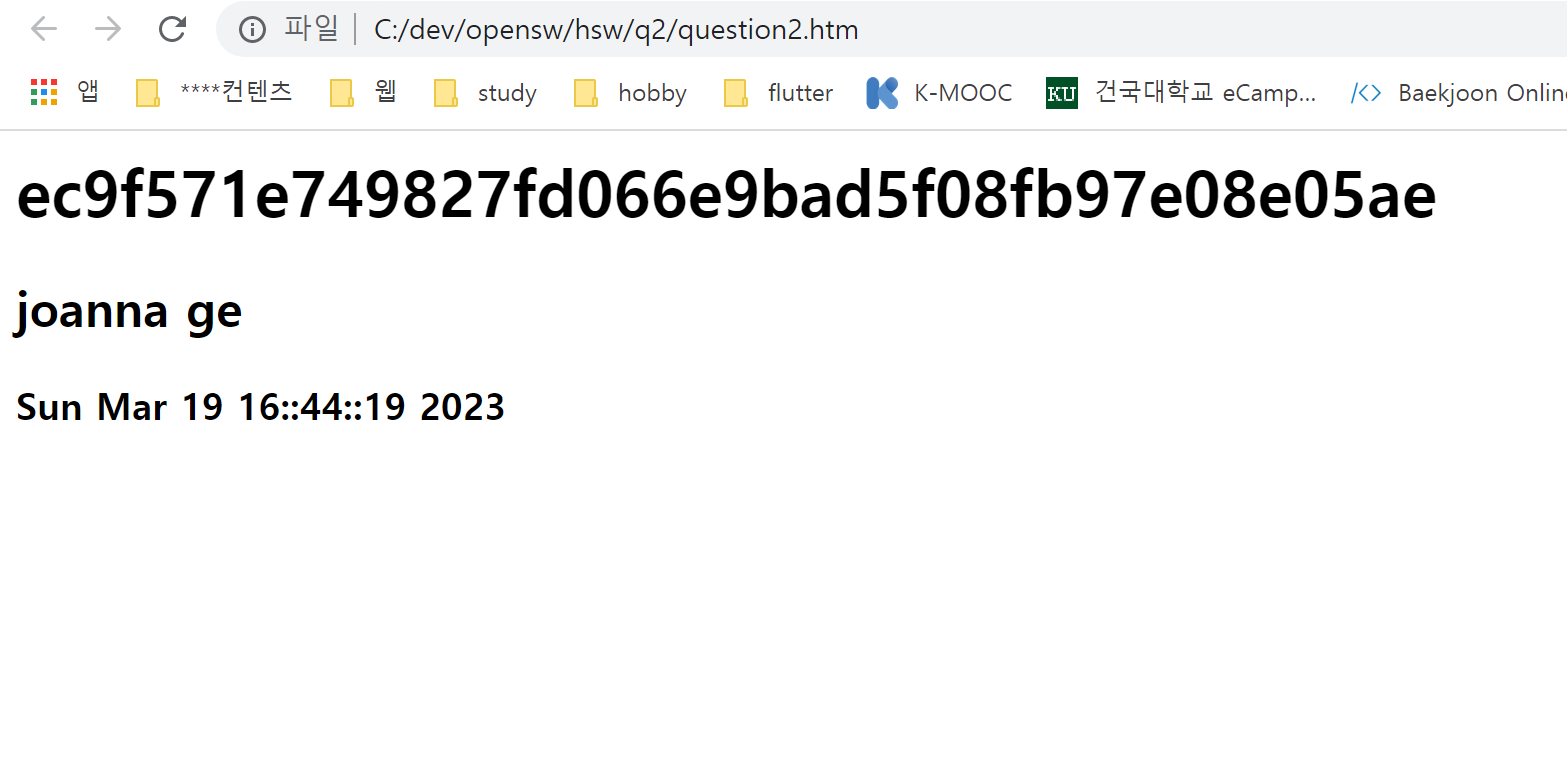 파일 C:/dev/opensw/hsw/q2/question2.htm
앱 ****컨텐츠 웹 study hobby flutter K-MOOC KU 건국대학교 eCamp... /<> Baekjoon Onlin
ec9f571e749827fd066e9bad5f08fb97e08e05ae
joanna ge
Sun Mar 19 16::44::19 2023